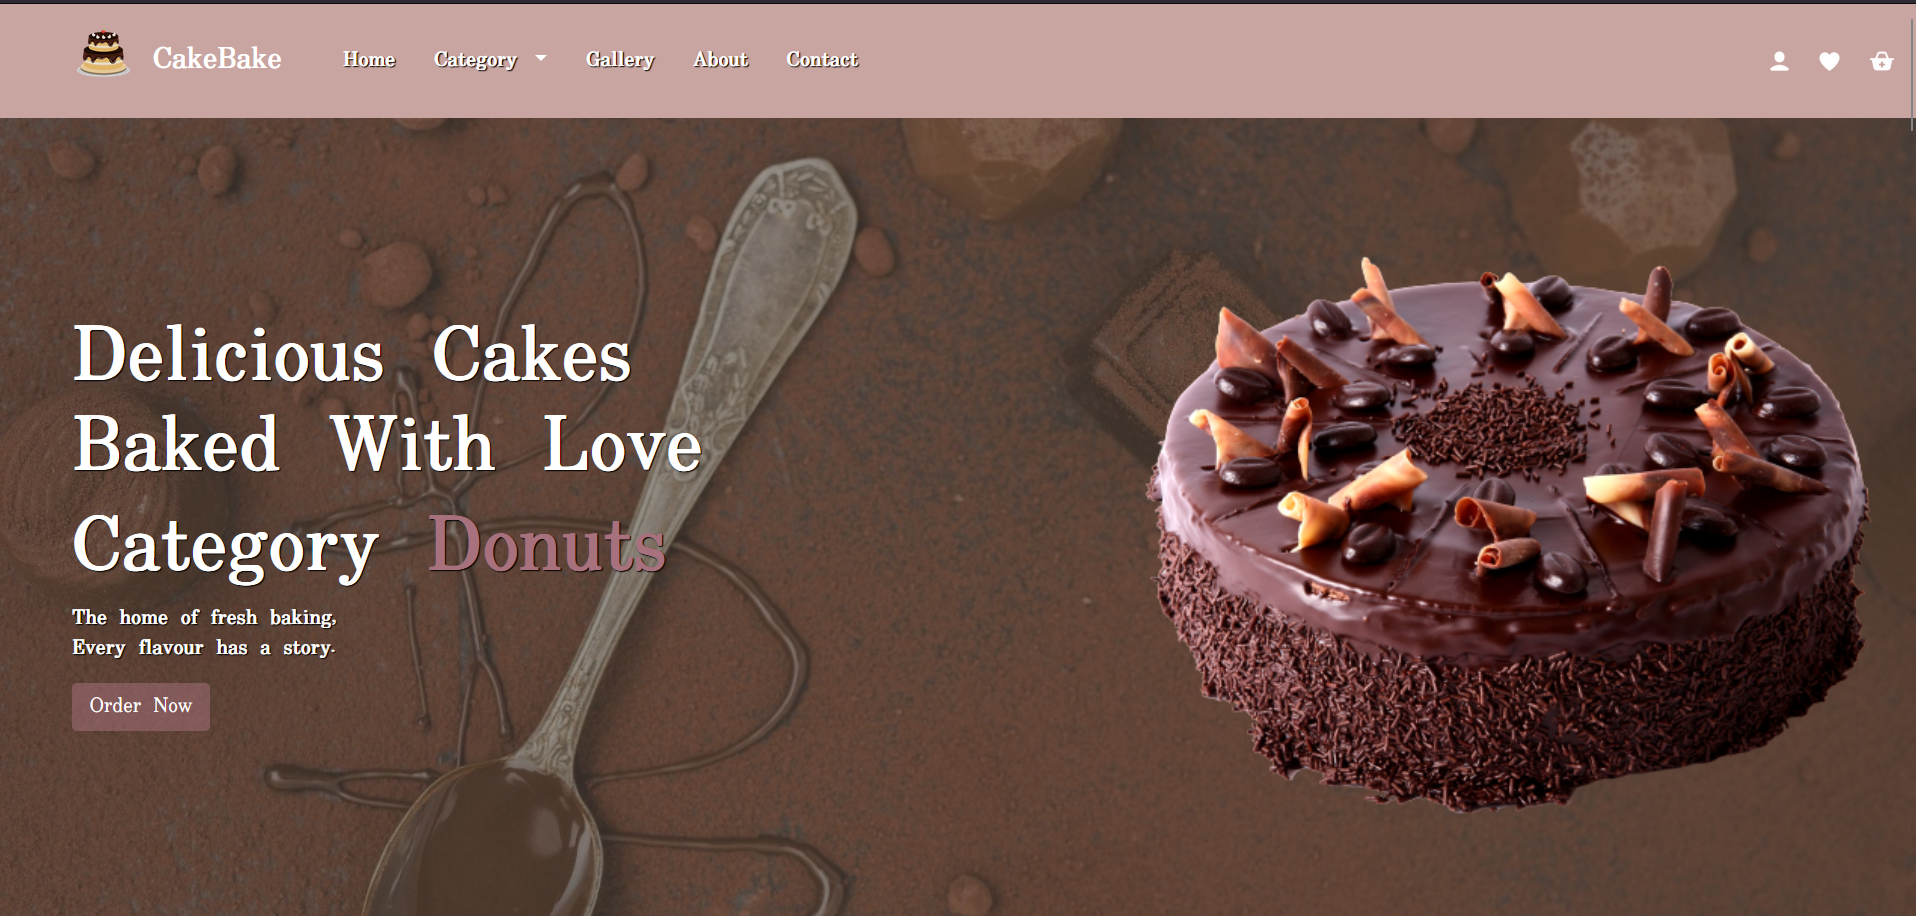 CakeBake
Home Category Gallery About Contact
Delicious Cakes
Baked With Love
Category Donuts
The home of fresh baking,
Every flavour has a story.
Order Now